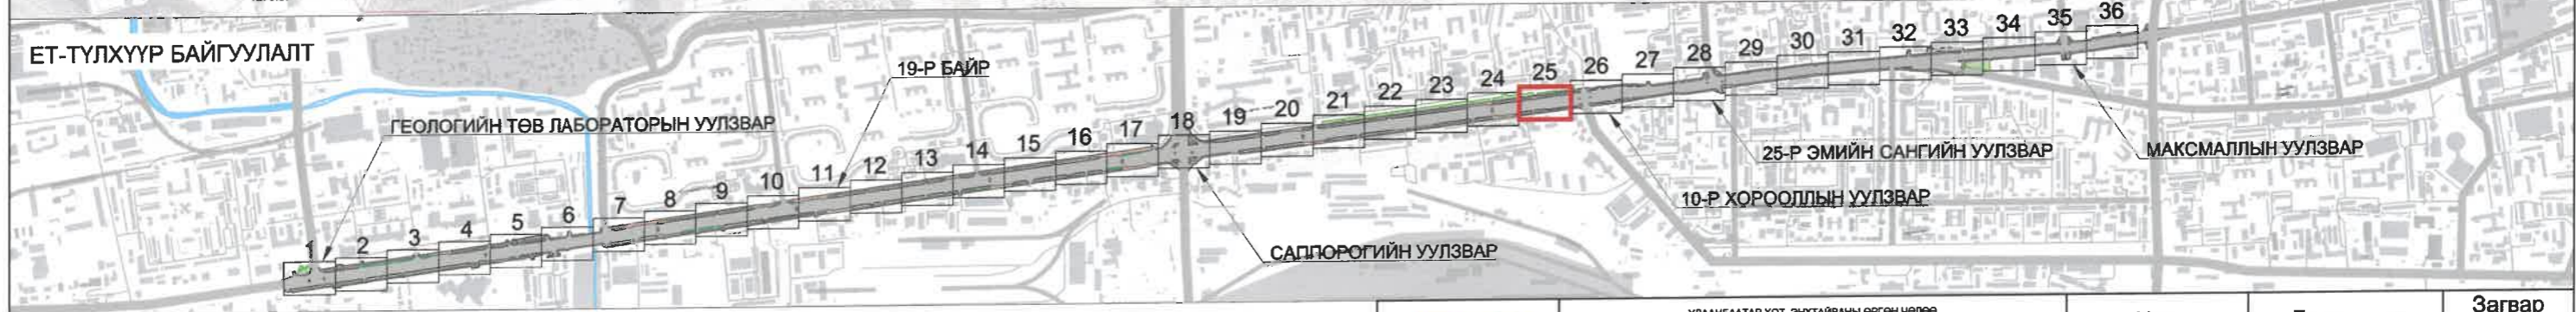 ЕТ-ТҮЛХҮҮР БАЙГУУЛАЛТ
ГЕОЛОГИЙН ТӨВ ЛАБОРАТОРЫН УУЛЗВАР
19-Р БАЙР
1 2 3 4 5 6 7 8 9 10 11 12 13 14 15 16 17 18 19 20 21 22 23 24 25 26 27 28 29 30 31 32 33 34 35 36
САППОРОГИЙН УУЛЗВАР
10-Р ХОРООЛЛЫН УУЛЗВАР
25-Р ЭМИЙН САНГИЙН УУЛЗВАР
МАКСМАЛЛЫН УУЛЗВАР
Загвар